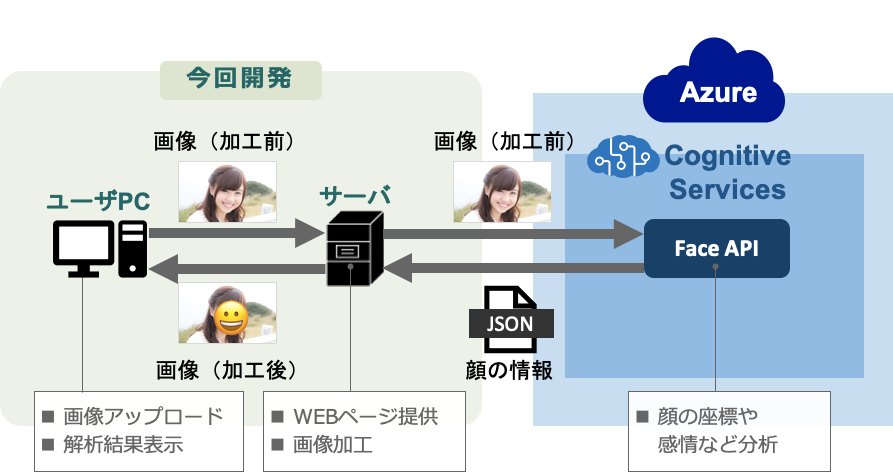 今回開発
Azure
画像（加工前）
画像（加工前）
Cognitive
Services
ユーザPC
サーバ
Face API
JSON
画像（加工後）
顔の情報
■ 画像アップロード
■ 解析結果表示
■ WEBページ提供
■ 画像加工
■ 顔の座標や
感情など分析